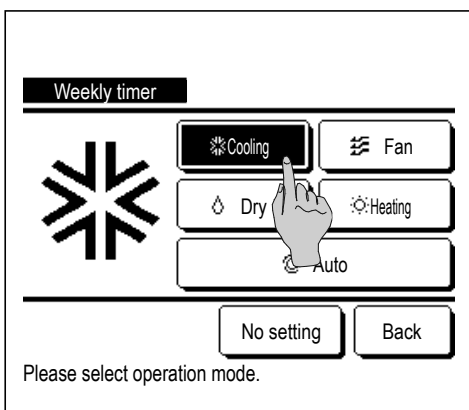 Weekly timer
Cooling
Fan
Dry
Heating
Auto
No setting
Back
Please select operation mode.